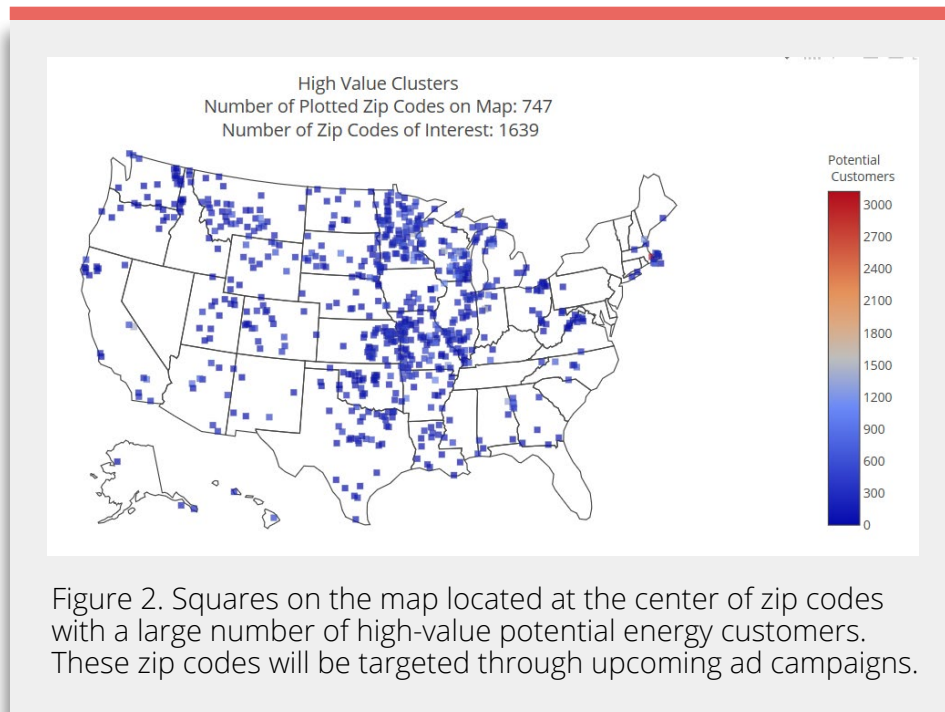 High Value Clusters
Number of Plotted Zip Codes on Map: 747
Number of Zip Codes of Interest: 1639
Potential
Customers
3000
2700
2400
2100
1800
1500
1200
900
600
300
0
Figure 2. Squares on the map located at the center of zip codes
with a large number of high-value potential energy customers.
These zip codes will be targeted through upcoming ad campaigns.